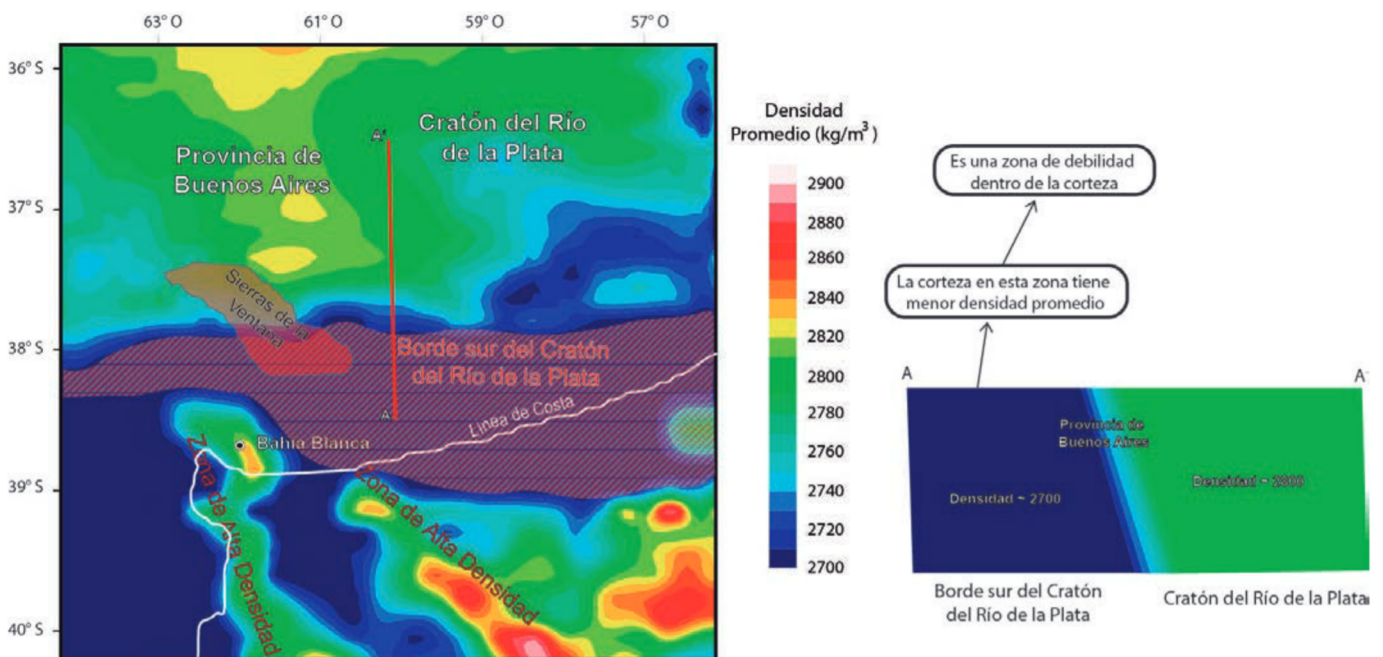 63° O
61° O
59° O
57° O
36° S
37° S
38° S
39° S
40° S
Provincia de
Buenos Aires
A'
Cratón del Río
de la Plata
Sierras de la
Ventana
Borde sur del Cratón
del Río de la Plata
A
Línea de Costa
Bahía Blanca
Zona de Alta Densidad
Zona de Alta Densidad
Densidad
Promedio (kg/m³)
2900
2880
2860
2840
2820
2800
2780
2760
2740
2720
2710
2700
Es una zona de debilidad
dentro de la corteza
La corteza en esta zona tiene
menor densidad promedio
A
A'
Provincia de
Buenos Aires
Densidad ~ 2700
Densidad ~ 2800
Borde sur del Cratón
del Río de la Plata
Cratón del Río de la Plata